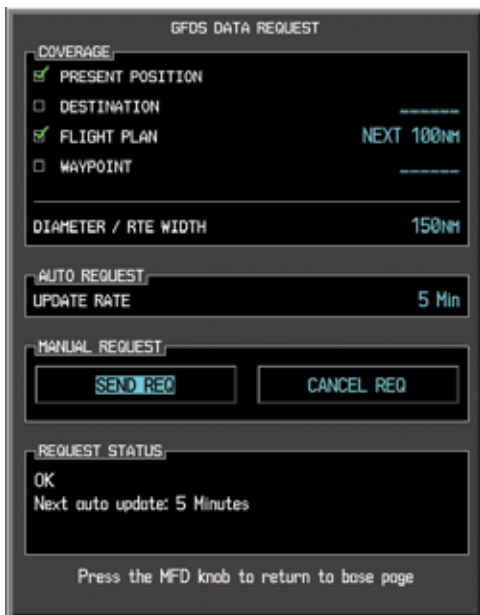 GFDS DATA REQUEST
COVERAGE
PRESENT POSITION
DESTINATION ______
FLIGHT PLAN NEXT 100NM
WAYPOINT ______
DIAMETER / RTE WIDTH 150NM
AUTO REQUEST
UPDATE RATE 5 Min
MANUAL REQUEST
SEND REQ CANCEL REQ
REQUEST STATUS
OK
Next auto update: 5 Minutes
Press the MFD knob to return to base page